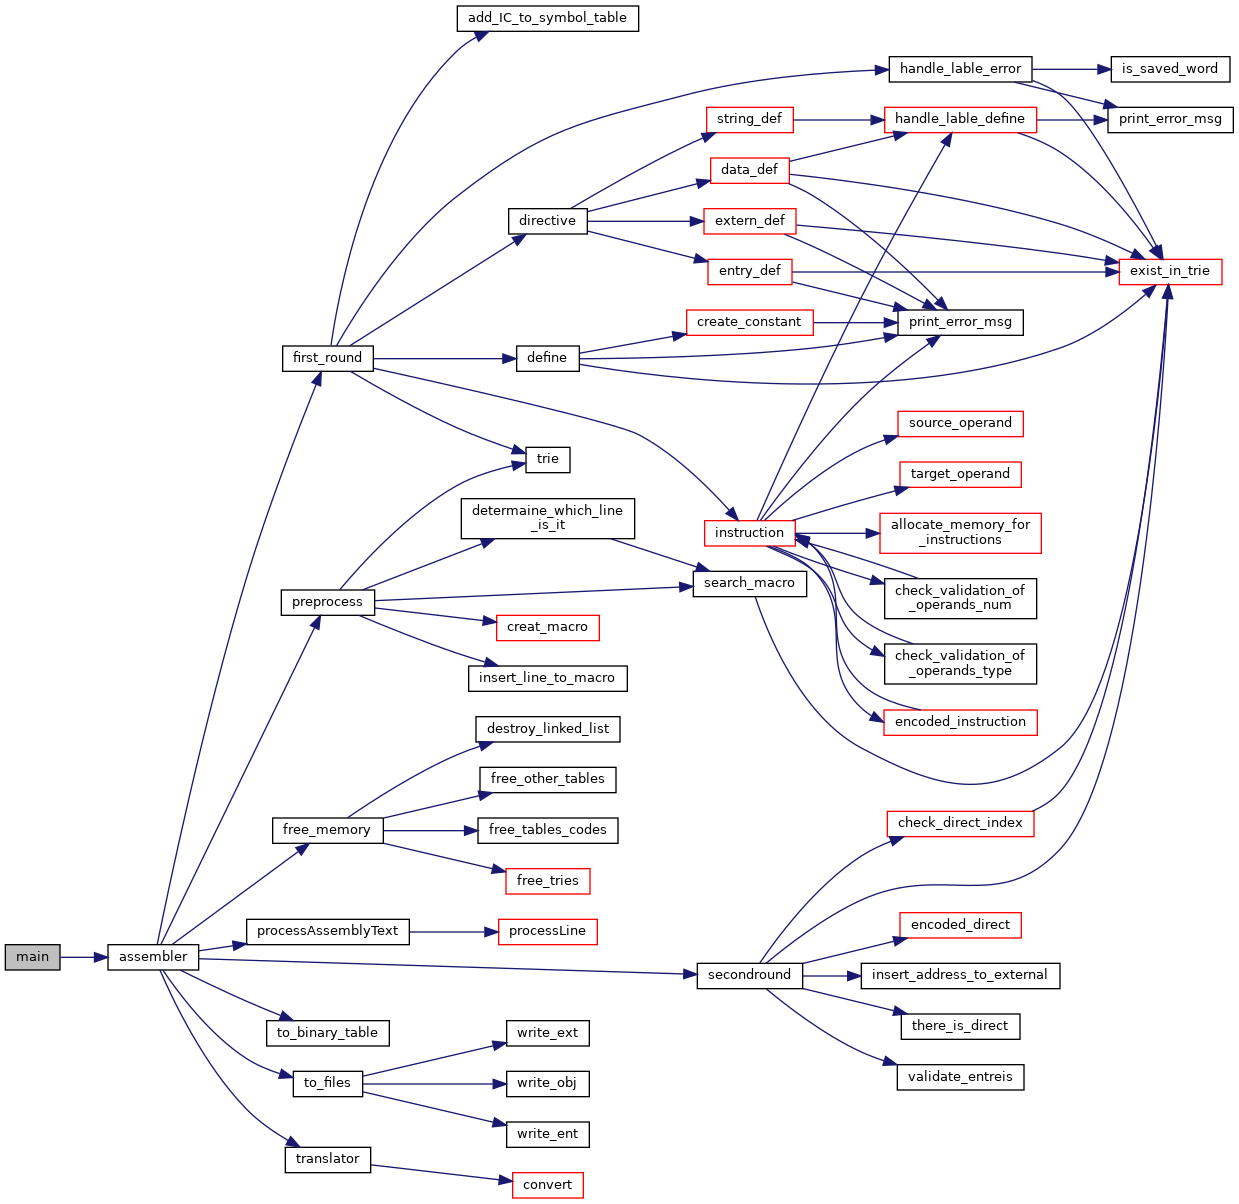 add_IC_to_symbol_table
handle_lable_error
is_saved_word
string_def
handle_lable_define
print_error_msg
data_def
directive
extern_def
entry_def
exist_in_trie
create_constant
print_error_msg
first_round
define
source_operand
trie
target_operand
determaine_which_line
_is_it
instruction
allocate_memory_for
_instructions
search_macro
preprocess
check_validation_of
_operands_num
creat_macro
insert_line_to_macro
check_validation_of
_operands_type
encoded_instruction
destroy_linked_list
free_other_tables
free_memory
free_tables_codes
check_direct_index
free_tries
processAssemblyText
processLine
encoded_direct
main
assembler
secondround
insert_address_to_external
to_binary_table
write_ext
there_is_direct
to_files
write_obj
validate_entreis
write_ent
translator
convert